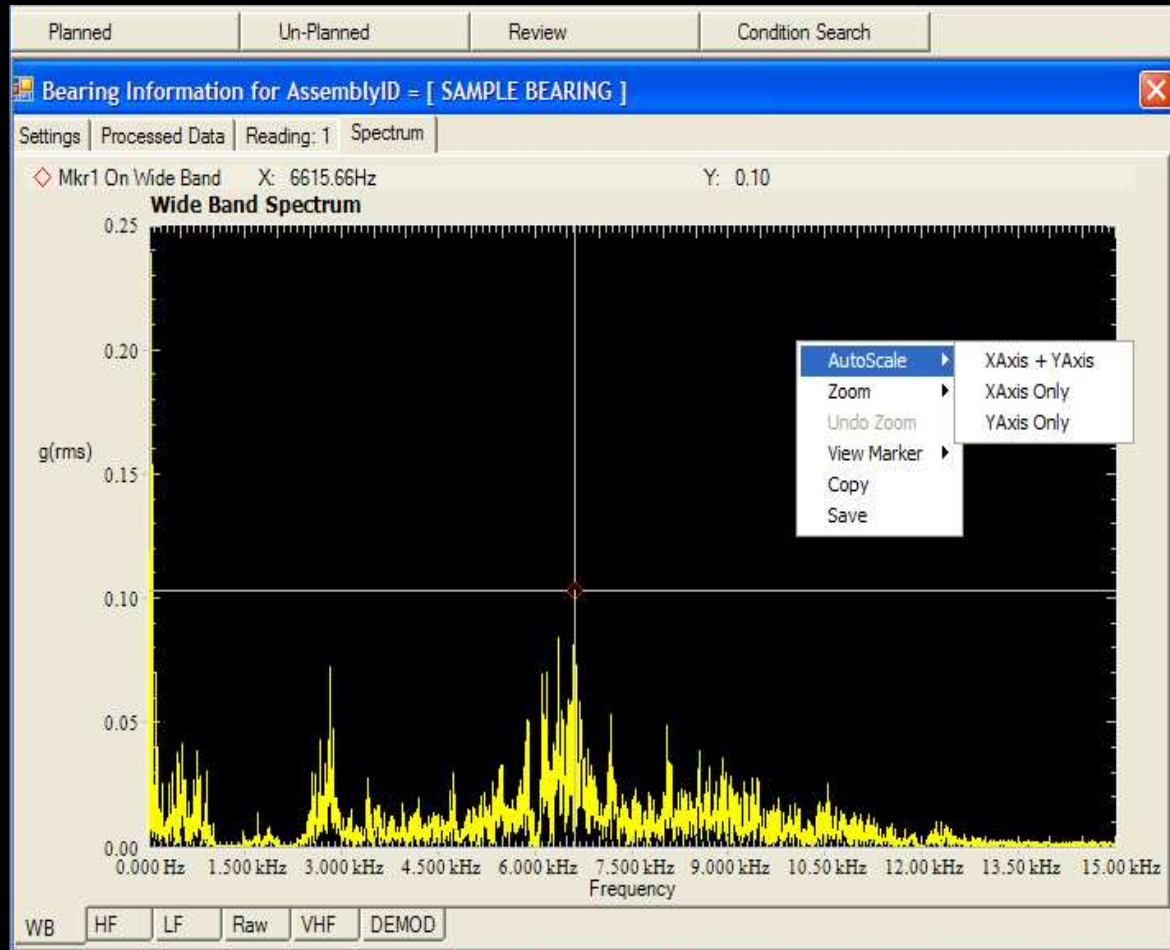 Planned Un-Planned Review Condition Search
Bearing Information for AssemblyID = [ SAMPLE BEARING ]
Settings Processed Data Reading: 1 Spectrum
Mkr1 On Wide Band X: 6615.66Hz Y: 0.10
Wide Band Spectrum
0.25
0.20
0.15
0.10
0.05
0.00
g(rms)
AutoScale
Zoom
Undo Zoom
View Marker
Copy
Save
XAxis + YAxis
XAxis Only
YAxis Only
0.000 Hz 1.500 kHz 3.000 kHz 4.500 kHz 6.000 kHz 7.500 kHz 9.000 kHz 10.50 kHz 12.00 kHz 13.50 kHz 15.00 kHz
Frequency
WB HF LF Raw VHF DEMOD